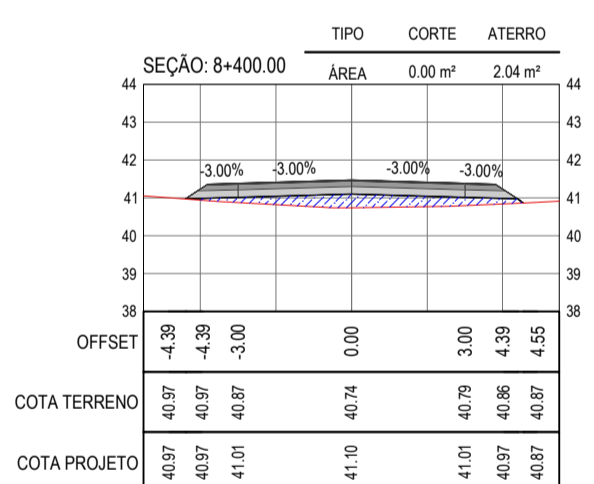 TIPO CORTE ATERRO
SEÇÃO: 8+400.00
ÁREA 0.00 m² 2.04 m²
44 44
43 43
42 42
-3.00% -3.00% -3.00% -3.00%
41 41
40 40
39 39
38 38
OFFSET -4.39 -4.39 -3.00 0.00 3.00 4.39 4.55
COTA TERRENO 40.97 40.97 40.87 40.74 40.79 40.86 40.87
COTA PROJETO 40.97 40.97 41.01 41.10 41.01 40.97 40.87